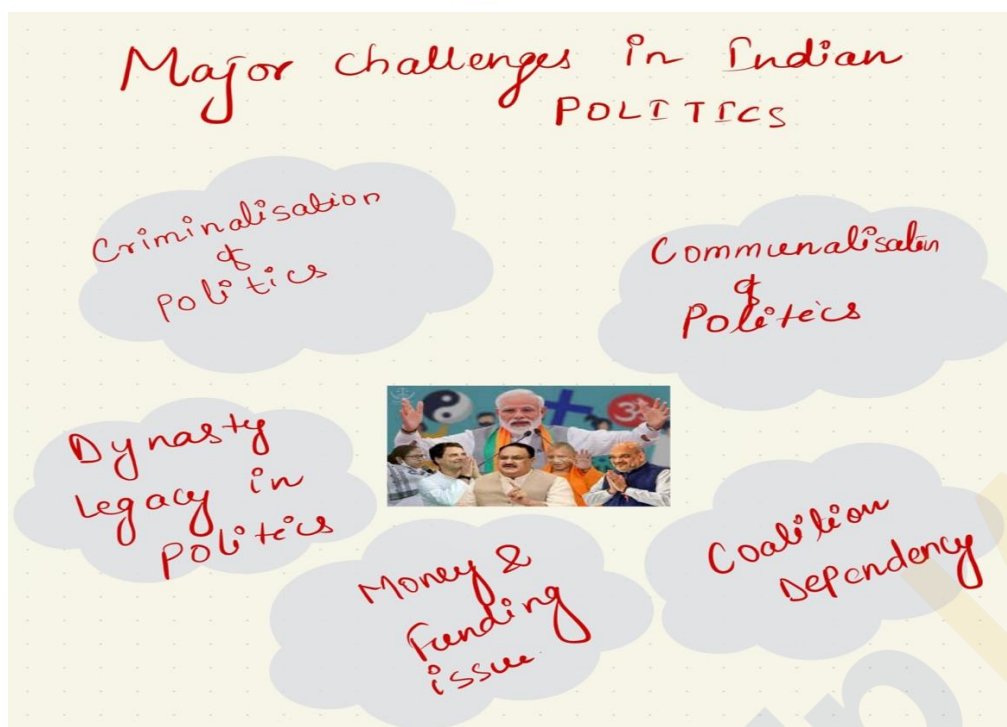 Major challenges in Indian
POLITICS
Criminalisation
of
Politics
Communalisation
of
Politics
Dynasty
Legacy in
Politics
Money &
Funding
issue
Coalition
Dependency